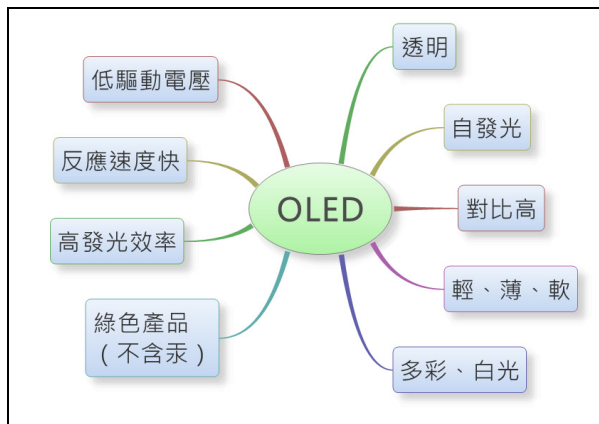 透明
低驅動電壓
自發光
反應速度快
OLED
對比高
高發光效率
輕、薄、軟
綠色產品
（不含汞）
多彩、白光